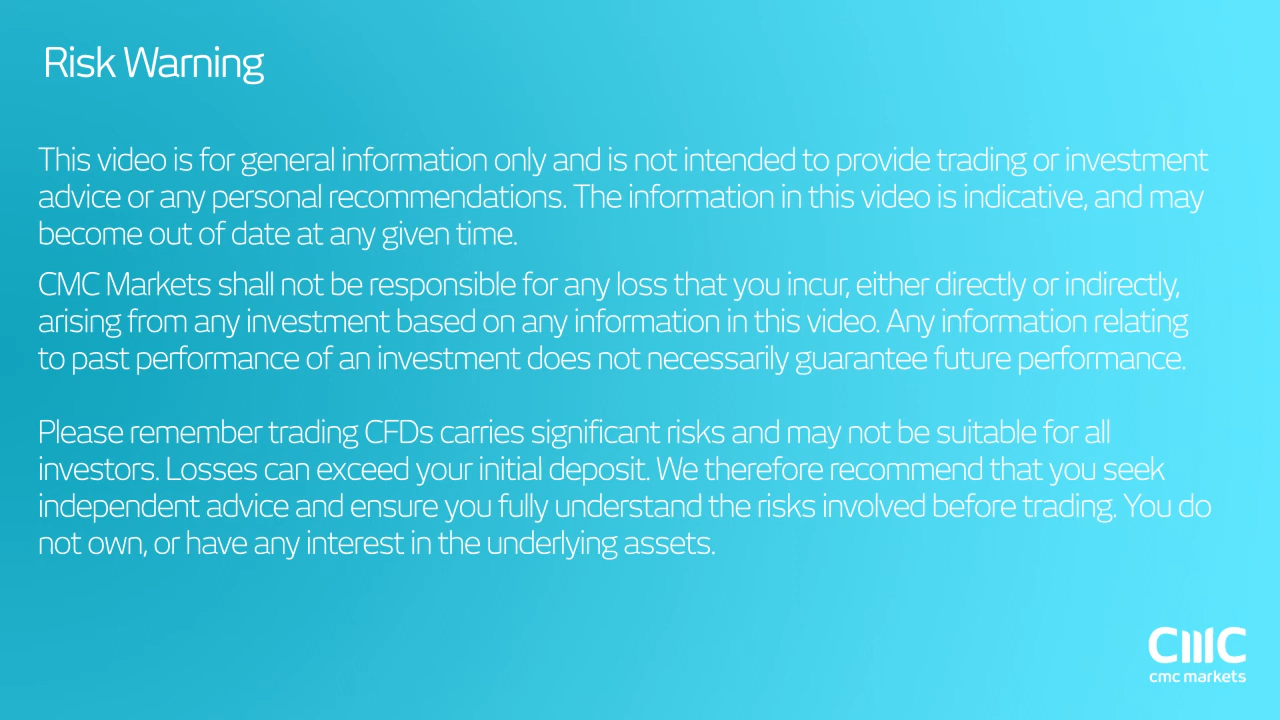 Risk Warning
This video is for general information only and is not intended to provide trading or investment
advice or any personal recommendations. The information in this video is indicative, and may
become out of date at any given time.
CMC Markets shall not be responsible for any loss that you incur, either directly or indirectly,
arising from any investment based on any information in this video. Any information relating
to past performance of an investment does not necessarily guarantee future performance.
Please remember trading CFDs carries significant risks and may not be suitable for all
investors. Losses can exceed your initial deposit. We therefore recommend that you seek
independent advice and ensure you fully understand the risks involved before trading. You do
not own, or have any interest in the underlying assets.
CMC
cmc markets